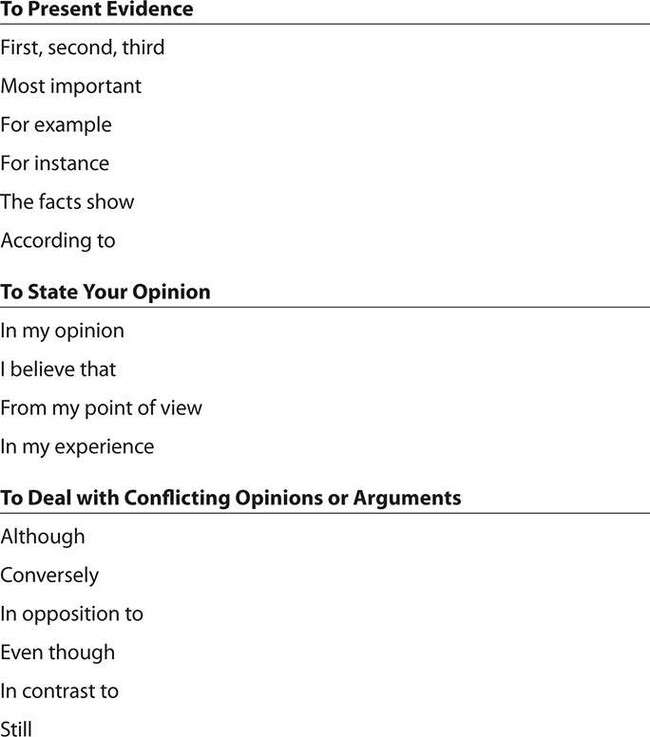 To Present Evidence
First, second, third
Most important
For example
For instance
The facts show
According to
To State Your Opinion
In my opinion
I believe that
From my point of view
In my experience
To Deal with Conflicting Opinions or Arguments
Although
Conversely
In opposition to
Even though
In contrast to
Still